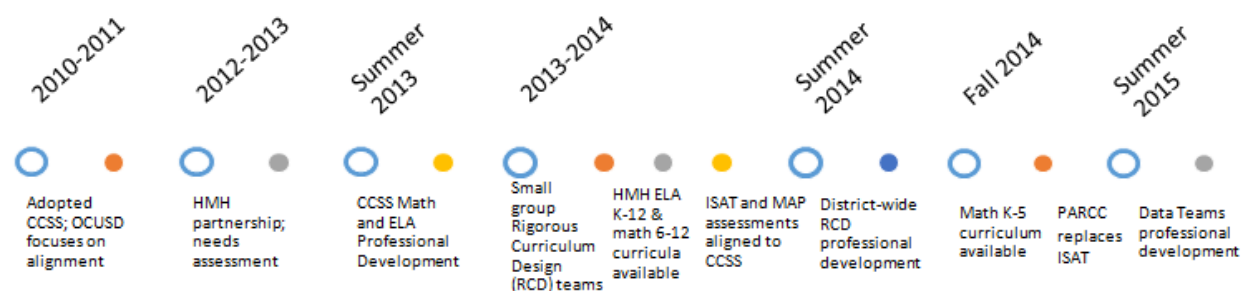 2010-2011
2012-2013
Summer
2013
2013-2014
Summer
2014
Fall 2014
Summer
2015
Adopted
CCSS; OCUSD
focuses on
alignment
HMH
partnership;
needs
assessment
CCSS Math
and ELA
Professional
Development
Small
group
Rigorous
Curriculum
Design
(RCD) teams
HMH ELA
K-12 &
math 6-12
curricula
available
ISAT and MAP
assessments
aligned to
CCSS
District-wide
RCD
professional
development
Math K-5
curriculum
available
PARCC
replaces
ISAT
Data Teams
professional
development